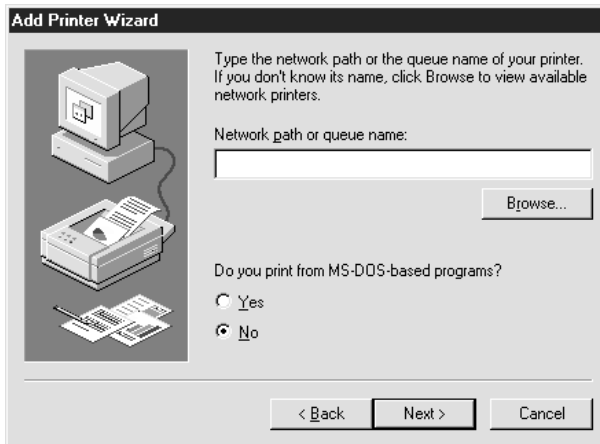 Add Printer Wizard
Type the network path or the queue name of your printer.
If you don't know its name, click Browse to view available
network printers.
Network path or queue name:
Browse...
Do you print from MS-DOS-based programs?
Yes
No
< Back
Next >
Cancel